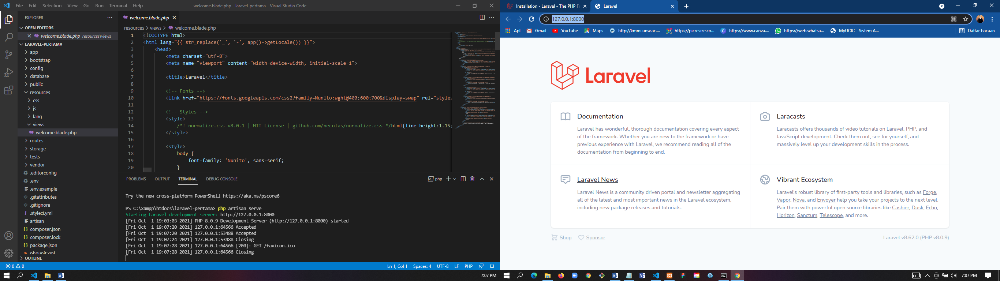 File Edit Selection View Go Run Terminal Help
welcome.blade.php - laravel-pertama - Visual Studio Code
EXPLORER
OPEN EDITORS
welcome.blade.php resources\views
LARAVEL-PERTAMA
app
bootstrap
config
database
public
resources
css
js
lang
views
welcome.blade.php
routes
storage
tests
vendor
.editorconfig
.env
.env.example
.gitattributes
.gitignore
.styleci.yml
artisan
composer.json
composer.lock
package.json
phpunit.xml
OUTLINE
welcome.blade.php
resources > views > welcome.blade.php
1 <!DOCTYPE html>
2 <html lang="{{ str_replace('_', '-', app()->getLocale()) }}">
3 <head>
4 <meta charset="utf-8">
5 <meta name="viewport" content="width=device-width, initial-scale=1">
6
7 <title>Laravel</title>
8
9 <!-- Fonts -->
10 <link href="https://fonts.googleapis.com/css2?family=Nunito:wght@400;600;700&display=swap" rel="styles
11
12 <!-- Styles -->
13 <style>
14 /*! normalize.css v8.0.1 | MIT License | github.com/necolas/normalize.css */html{line-height:1.15;
15 </style>
16
17 <style>
18 body {
19 font-family: 'Nunito', sans-serif;
20 }
PROBLEMS OUTPUT TERMINAL DEBUG CONSOLE
php
Try the new cross-platform PowerShell https://aka.ms/pscore6
PS C:\xampp\htdocs\laravel-pertama> php artisan serve
Starting Laravel development server: http://127.0.0.1:8000
[Fri Oct 1 19:03:03 2021] PHP 8.0.9 Development Server (http://127.0.0.1:8000) started
[Fri Oct 1 19:07:20 2021] 127.0.0.1:64566 Accepted
[Fri Oct 1 19:07:20 2021] 127.0.0.1:53488 Accepted
[Fri Oct 1 19:07:24 2021] 127.0.0.1:53488 Closing
[Fri Oct 1 19:07:28 2021] 127.0.0.1:64566 [200]: GET /favicon.ico
[Fri Oct 1 19:07:28 2021] 127.0.0.1:64566 Closing
0 0
Ln 1, Col 1 Spaces: 4 UTF-8 LF PHP
7:07 PM
Installation - Laravel - The PHP Fr
Laravel
127.0.0.1:8000
Apl Gmail YouTube Maps http://kmmi.unw.ac.... https://picresize.co... https://www.canva.... https://web.whatsa... MyUCIC - Sistem A... Daftar bacaan
Laravel
Documentation
Laravel has wonderful, thorough documentation covering every aspect
of the framework. Whether you are new to the framework or have
previous experience with Laravel, we recommend reading all of the
documentation from beginning to end.
Laracasts
Laracasts offers thousands of video tutorials on Laravel, PHP, and
JavaScript development. Check them out, see for yourself, and
massively level up your development skills in the process.
Laravel News
Laravel News is a community driven portal and newsletter aggregating
all of the latest and most important news in the Laravel ecosystem,
including new package releases and tutorials.
Vibrant Ecosystem
Laravel's robust library of first-party tools and libraries, such as Forge,
Vapor, Nova, and Envoyer help you take your projects to the next level.
Pair them with powerful open source libraries like Cashier, Dusk, Echo,
Horizon, Sanctum, Telescope, and more.
Shop Sponsor
Laravel v8.62.0 (PHP v8.0.9)
7:07 PM